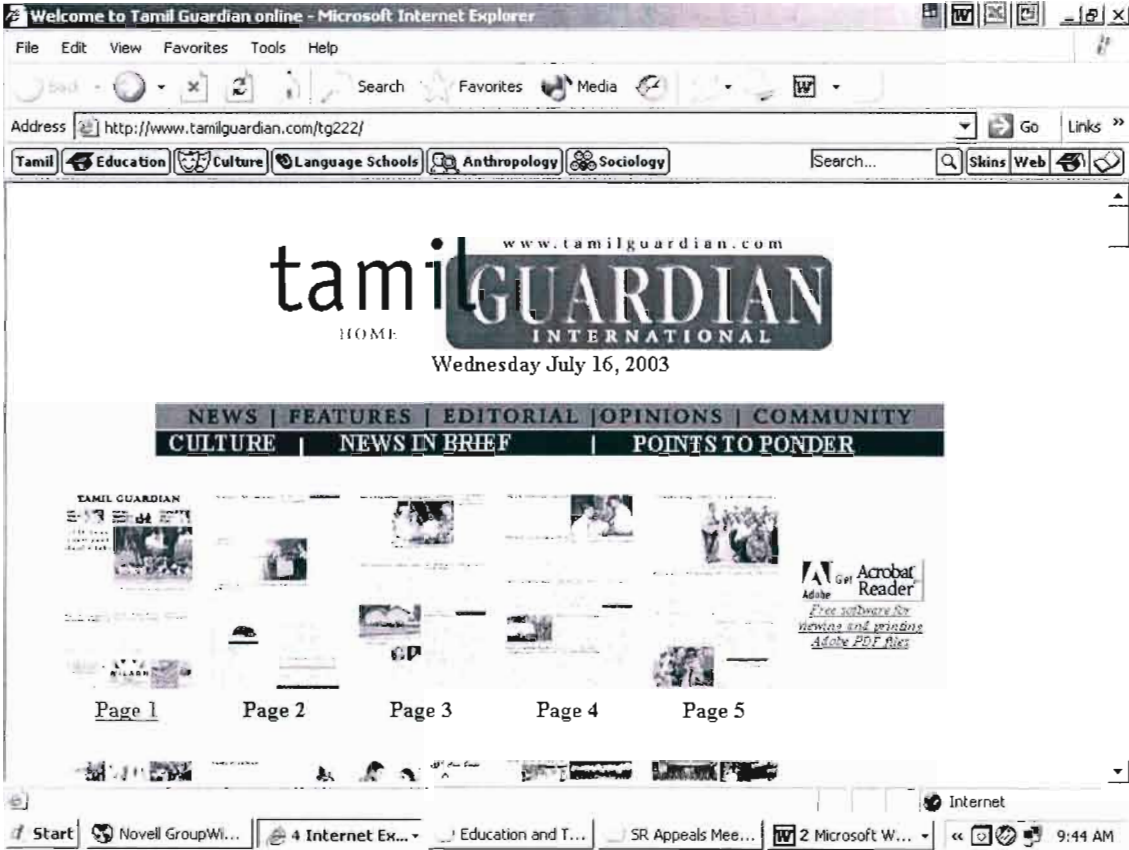 Welcome to Tamil Guardian online - Microsoft Internet Explorer
File Edit View Favorites Tools Help
Search Favorites Media
Address http://www.tamilguardian.com/tg222/ Go Links »
Tamil Education Culture Language Schools Anthropology Sociology Search... Skins Web
www.tamilguardian.com
tamil GUARDIAN
HOME INTERNATIONAL
Wednesday July 16, 2003
NEWS | FEATURES | EDITORIAL |OPINIONS | COMMUNITY
CULTURE | NEWS IN BRIEF | POINTS TO PONDER
TAMIL GUARDIAN
Adobe Get Acrobat Reader
Free software for
viewing and printing
Adobe PDF files
Page 1 Page 2 Page 3 Page 4 Page 5
Internet
Start Novell GroupWi... 4 Internet Ex... Education and T... SR Appeals Mee... 2 Microsoft W... « 9:44 AM